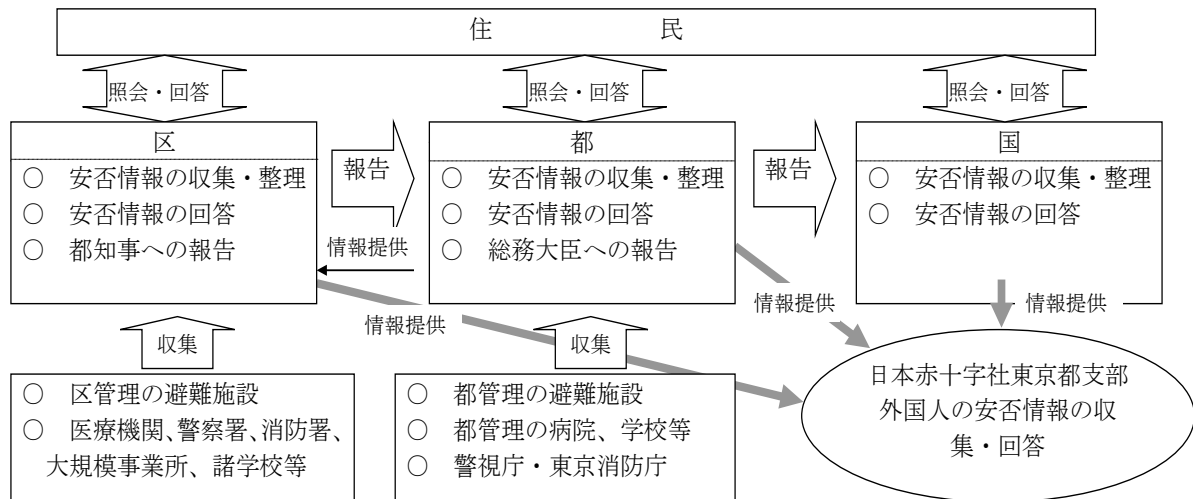 住　民
照会・回答
照会・回答
照会・回答
区
○ 安否情報の収集・整理
○ 安否情報の回答
○ 都知事への報告
報告
都
○ 安否情報の収集・整理
○ 安否情報の回答
○ 総務大臣への報告
報告
国
○ 安否情報の収集・整理
○ 安否情報の回答
情報提供
情報提供
情報提供
情報提供
収集
収集
○ 区管理の避難施設
○ 医療機関、警察署、消防署、
大規模事業所、諸学校等
○ 都管理の避難施設
○ 都管理の病院、学校等
○ 警視庁・東京消防庁
日本赤十字社東京都支部
外国人の安否情報の収
集・回答